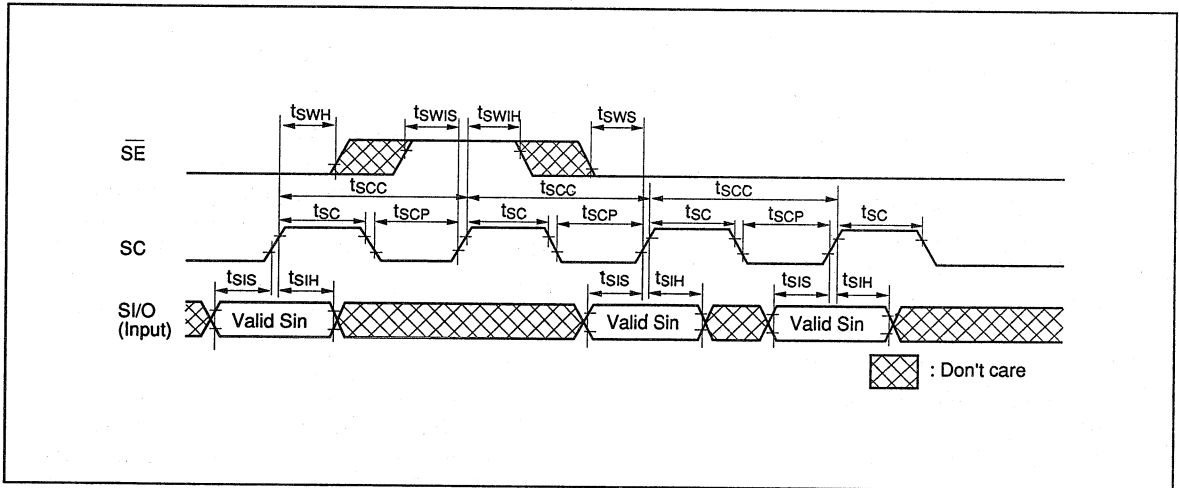 tSWH tSWIS tSWIH tSWS
SE
tSCC tSCC tSCC
tSC tSCP tSC tSCP tSC tSCP tSC
SC
tSIS tSIH tSIS tSIH tSIS tSIH
SI/O
(Input)
Valid Sin Valid Sin Valid Sin
: Don't care